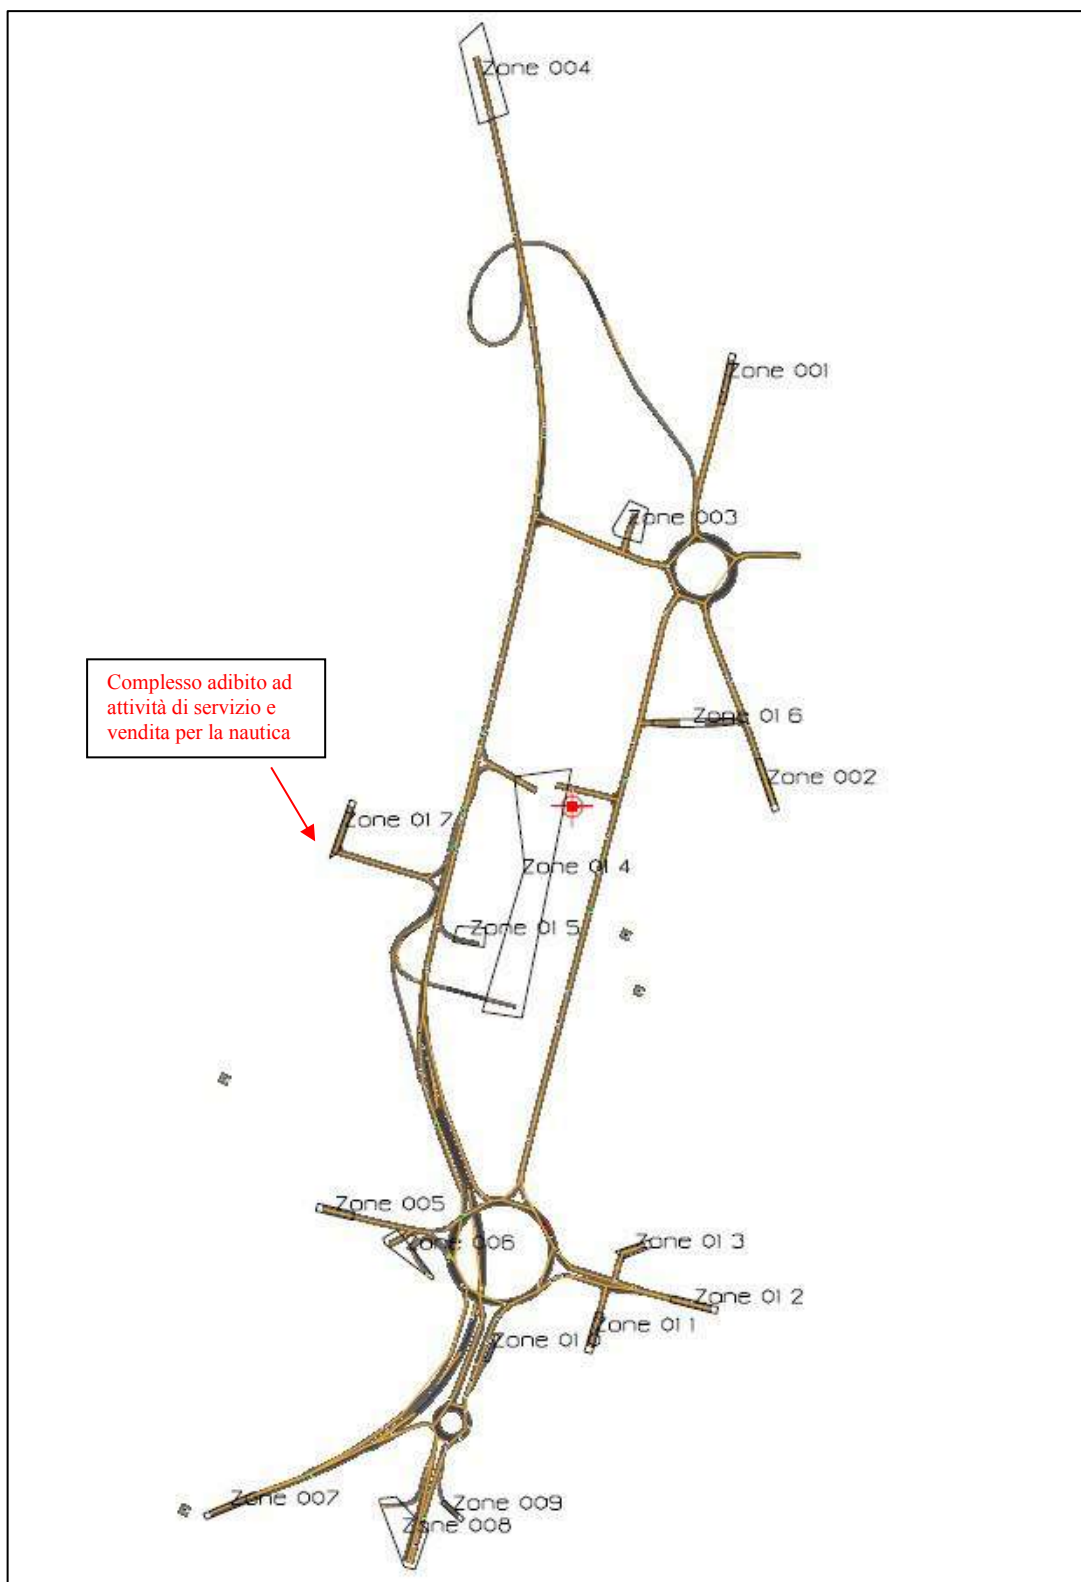 Zone 004
Zone 001
Zone 003
Complesso adibito ad
attività di servizio e
vendita per la nautica
Zone 016
Zone 002
Zone 017
Zone 014
Zone 015
Zone 005
Zone 006
Zone 013
Zone 012
Zone 011
Zone 010
Zone 007
Zone 009
Zone 008